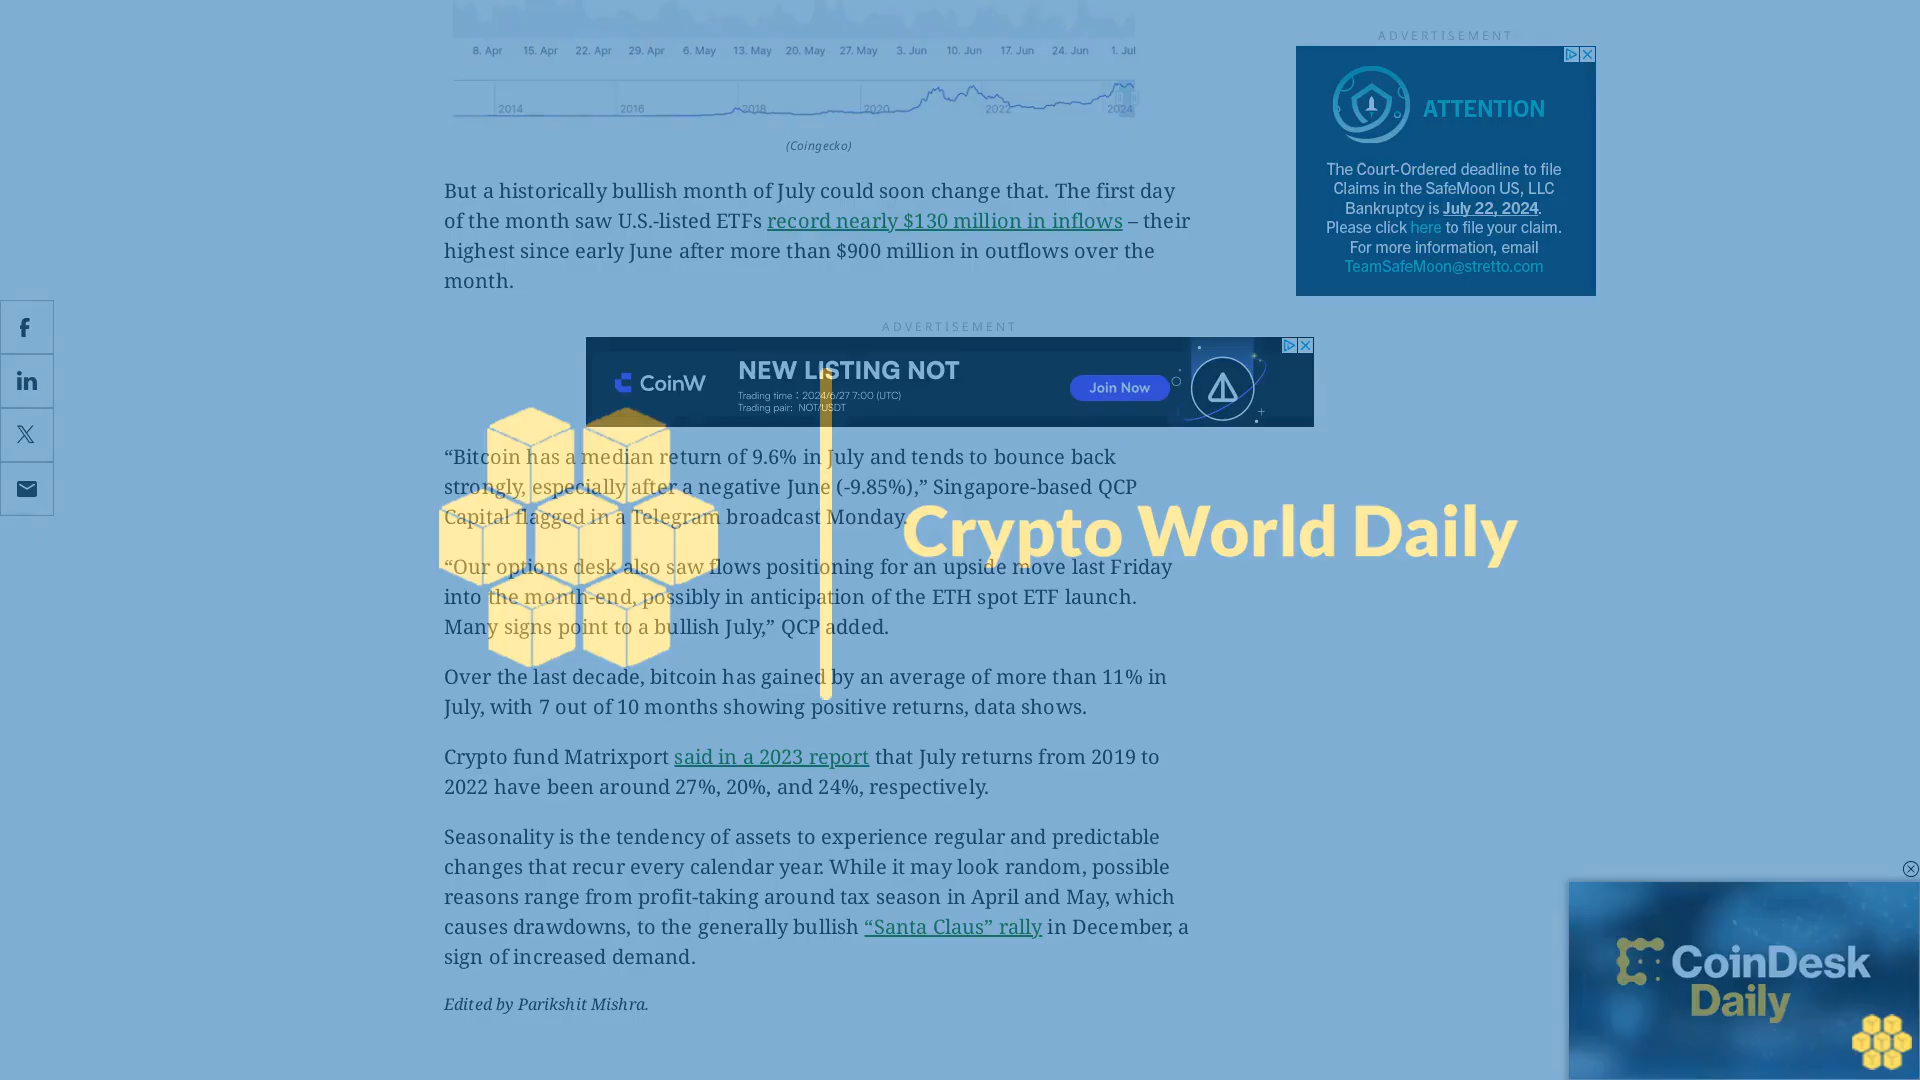 8. Apr 15. Apr 22. Apr 29. Apr 6. May 13. May 20. May 27. May 3. Jun 10. Jun 17. Jun 24. Jun 1. Jul
2014 2016 2018 2020 2022 2024
(Coingecko)
But a historically bullish month of July could soon change that. The first day
of the month saw U.S.-listed ETFs record nearly $130 million in inflows – their
highest since early June after more than $900 million in outflows over the
month.
ADVERTISEMENT
ATTENTION
The Court-Ordered deadline to file
Claims in the SafeMoon US, LLC
Bankruptcy is July 22, 2024.
Please click here to file your claim.
For more information, email
TeamSafeMoon@stretto.com
ADVERTISEMENT
CoinW
NEW LISTING NOT
Trading time : 2024/6/27 7:00 (UTC)
Trading pair: NOT/USDT
Join Now
“Bitcoin has a median return of 9.6% in July and tends to bounce back
strongly, especially after a negative June (-9.85%),” Singapore-based QCP
Capital flagged in a Telegram broadcast Monday.
Crypto World Daily
“Our options desk also saw flows positioning for an upside move last Friday
into the month-end, possibly in anticipation of the ETH spot ETF launch.
Many signs point to a bullish July,” QCP added.
Over the last decade, bitcoin has gained by an average of more than 11% in
July, with 7 out of 10 months showing positive returns, data shows.
Crypto fund Matrixport said in a 2023 report that July returns from 2019 to
2022 have been around 27%, 20%, and 24%, respectively.
Seasonality is the tendency of assets to experience regular and predictable
changes that recur every calendar year. While it may look random, possible
reasons range from profit-taking around tax season in April and May, which
causes drawdowns, to the generally bullish “Santa Claus” rally in December, a
sign of increased demand.
Edited by Parikshit Mishra.
CoinDesk
Daily